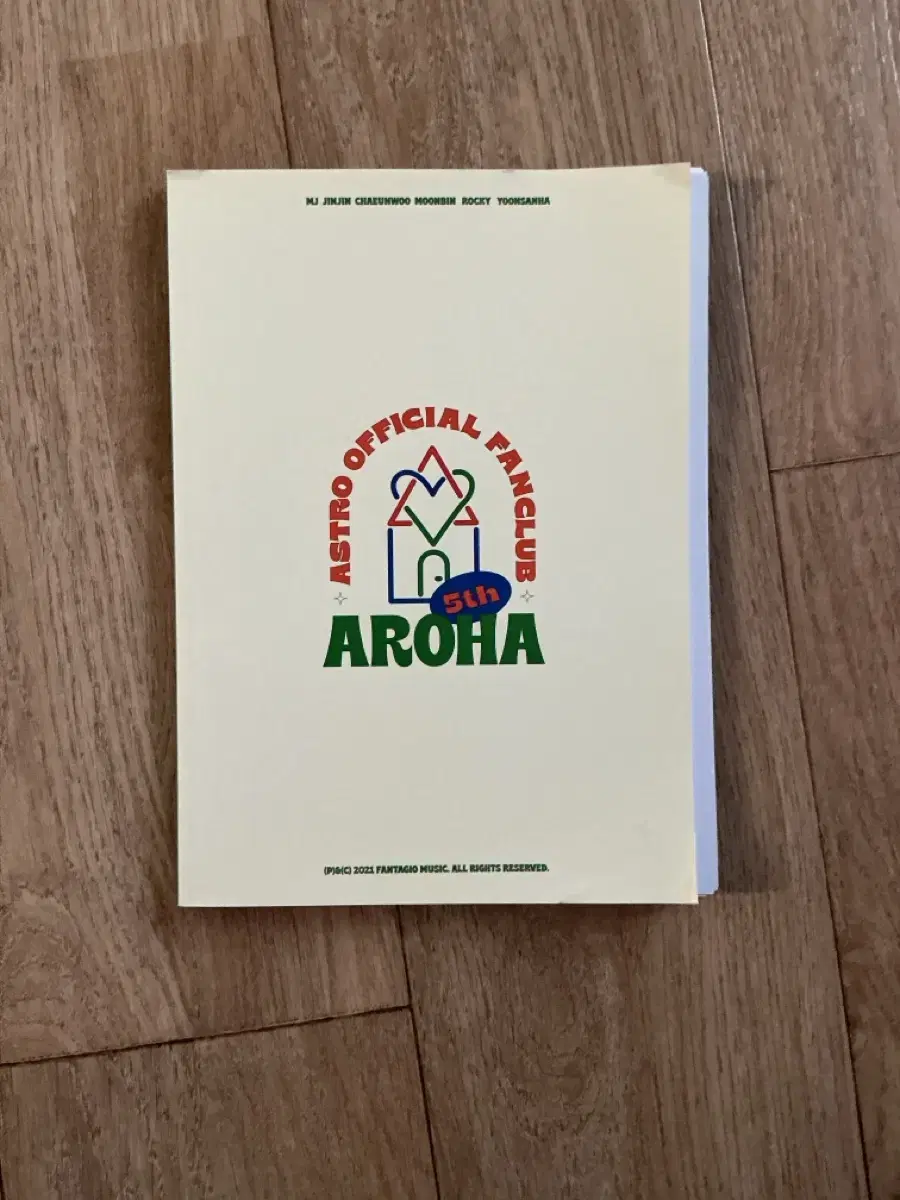 MJ JINJIN CHAEUNWOO MOONBIN ROCKY YOONSANHA
ASTRO OFFICIAL FANCLUB
5th
AROHA
(P)&(C) 2021 FANTAGIO MUSIC. ALL RIGHTS RESERVED.